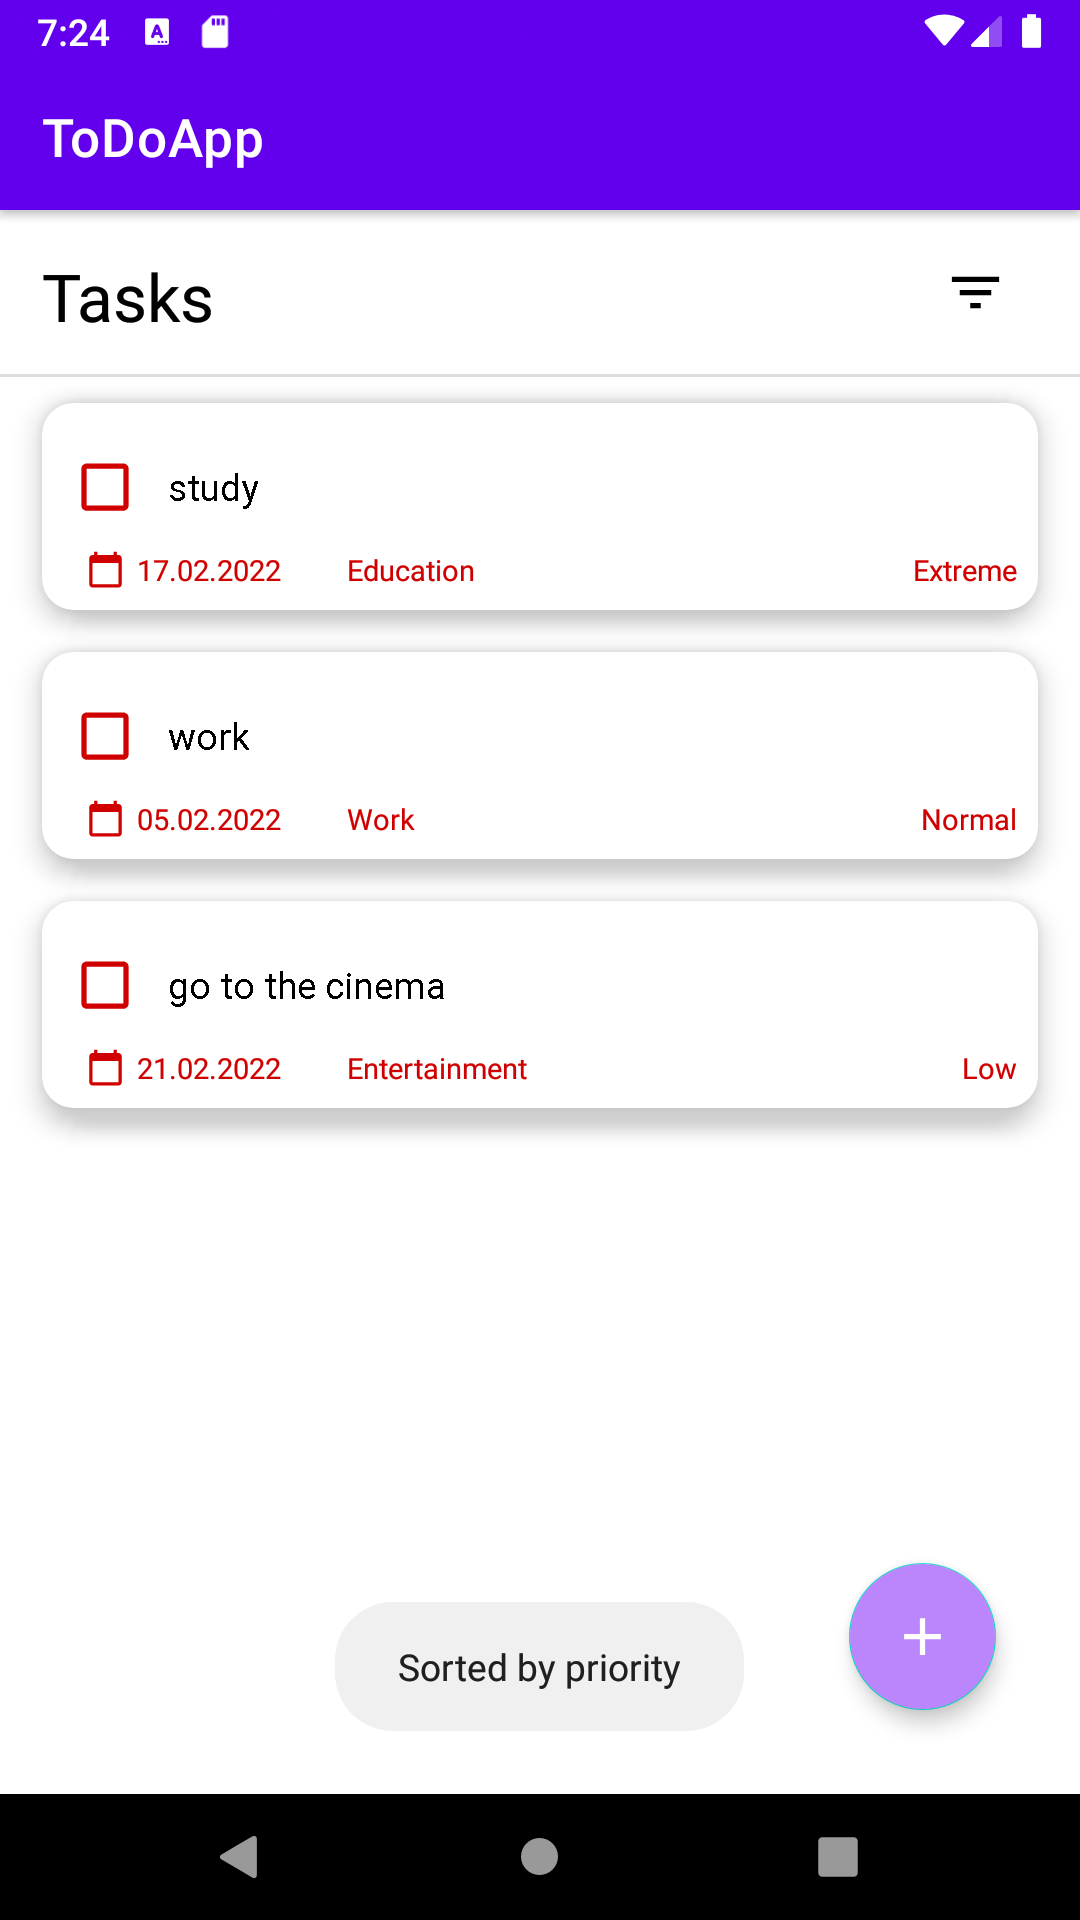 7:24
ToDoApp
Tasks
study
17.02.2022 Education Extreme
work
05.02.2022 Work Normal
go to the cinema
21.02.2022 Entertainment Low
Sorted by priority